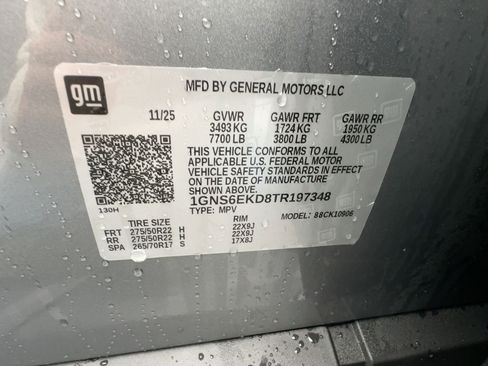 gm
MFD BY GENERAL MOTORS LLC
11/25 GVWR GAWR FRT GAWR RR
3493 KG 1724 KG 1950 KG
7700 LB 3800 LB 4300 LB
THIS VEHICLE CONFORMS TO ALL
APPLICABLE U.S. FEDERAL MOTOR
VEHICLE SAFETY STANDARDS IN EFFECT
ON THE DATE OF MANUFACTURE
SHOWN ABOVE.
1GNS6EKD8TR197348
130H TYPE: MPV MODEL: 88CK10906
TIRE SIZE RIM
FRT 275/50R22 H 22X9J
RR 275/50R22 H 22X9J
SPA 265/70R17 S 17X8J